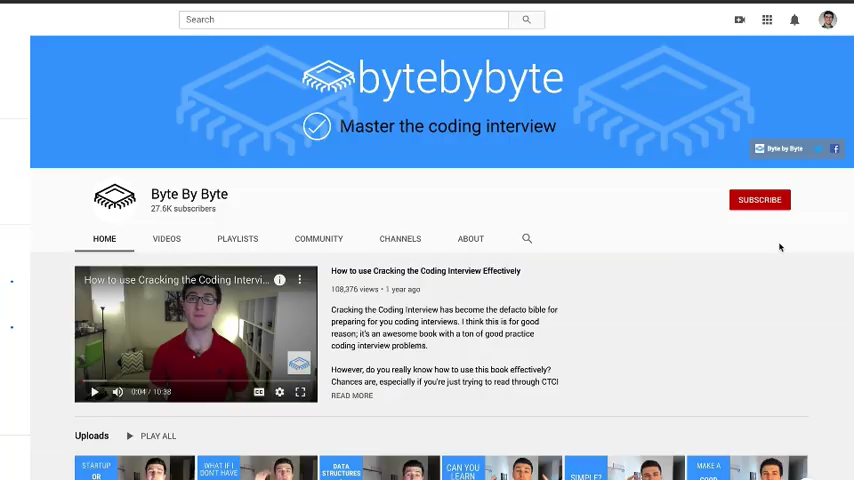 Search
bytebybyte
Master the coding interview
Byte by Byte
Byte By Byte
27.6K subscribers
SUBSCRIBE
HOME
VIDEOS
PLAYLISTS
COMMUNITY
CHANNELS
ABOUT
How to use Cracking the Coding Intervi...
0:04 / 10:38
CC
How to use Cracking the Coding Interview Effectively
108,376 views • 1 year ago
Cracking the Coding Interview has become the defacto bible for
preparing for you coding interviews. I think this is for good
reason; it's an awesome book with a ton of good practice
coding interview problems.
However, do you really know how to use this book effectively?
Chances are, especially if you're just trying to read through CTCI
READ MORE
Uploads
PLAY ALL
STARTUP
OR
WHAT IF I
DON'T HAVE
DATA
STRUCTURES
CAN YOU
LEARN
SIMPLE?
MAKE A
GOOD